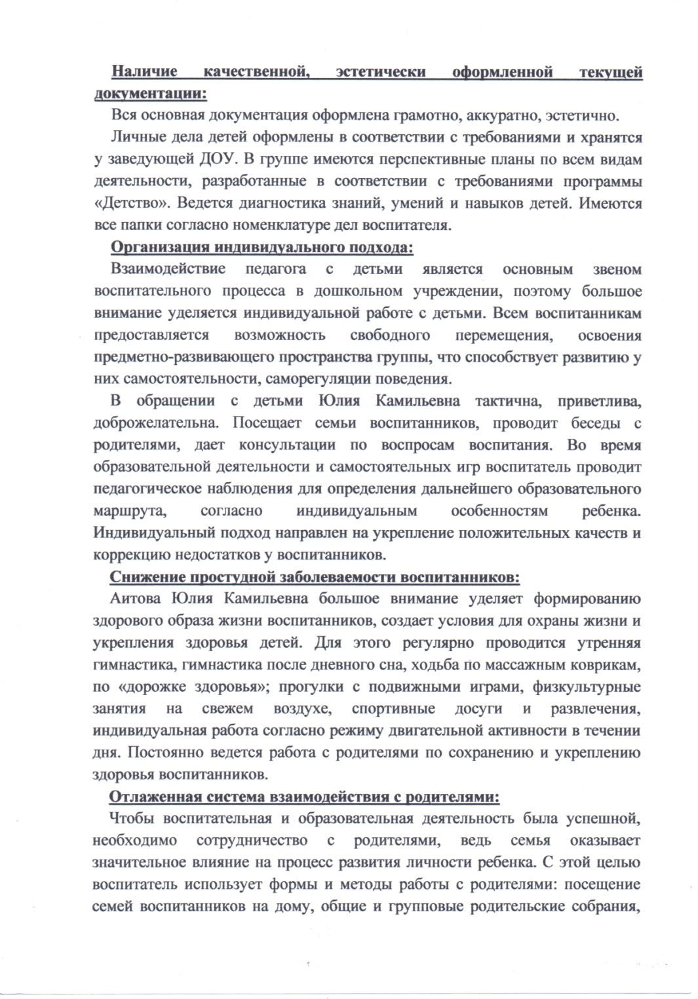 Наличие качественной, эстетически оформленной текущей
документации:
Вся основная документация оформлена грамотно, аккуратно, эстетично.
Личные дела детей оформлены в соответствии с требованиями и хранятся
у заведующей ДОУ. В группе имеются перспективные планы по всем видам
деятельности, разработанные в соответствии с требованиями программы
«Детство». Ведется диагностика знаний, умений и навыков детей. Имеются
все папки согласно номенклатуре дел воспитателя.
Организация индивидуального подхода:
Взаимодействие педагога с детьми является основным звеном
воспитательного процесса в дошкольном учреждении, поэтому большое
внимание уделяется индивидуальной работе с детьми. Всем воспитанникам
предоставляется возможность свободного перемещения, освоения
предметно-развивающего пространства группы, что способствует развитию у
них самостоятельности, саморегуляции поведения.
В обращении с детьми Юлия Камильевна тактична, приветлива,
доброжелательна. Посещает семьи воспитанников, проводит беседы с
родителями, дает консультации по воспросам воспитания. Во время
образовательной деятельности и самостоятельных игр воспитатель проводит
педагогическое наблюдения для определения дальнейшего образовательного
маршрута, согласно индивидуальным особенностям ребенка.
Индивидуальный подход направлен на укрепление положительных качеств и
коррекцию недостатков у воспитанников.
Снижение простудной заболеваемости воспитанников:
Аитова Юлия Камильевна большое внимание уделяет формированию
здорового образа жизни воспитанников, создает условия для охраны жизни и
укрепления здоровья детей. Для этого регулярно проводится утренняя
гимнастика, гимнастика после дневного сна, ходьба по массажным коврикам,
по «дорожке здоровья»; прогулки с подвижными играми, физкультурные
занятия на свежем воздухе, спортивные досуги и развлечения,
индивидуальная работа согласно режиму двигательной активности в течении
дня. Постоянно ведется работа с родителями по сохранению и укреплению
здоровья воспитанников.
Отлаженная система взаимодействия с родителями:
Чтобы воспитательная и образовательная деятельность была успешной,
необходимо сотрудничество с родителями, ведь семья оказывает
значительное влияние на процесс развития личности ребенка. С этой целью
воспитатель использует формы и методы работы с родителями: посещение
семей воспитанников на дому, общие и групповые родительские собрания,